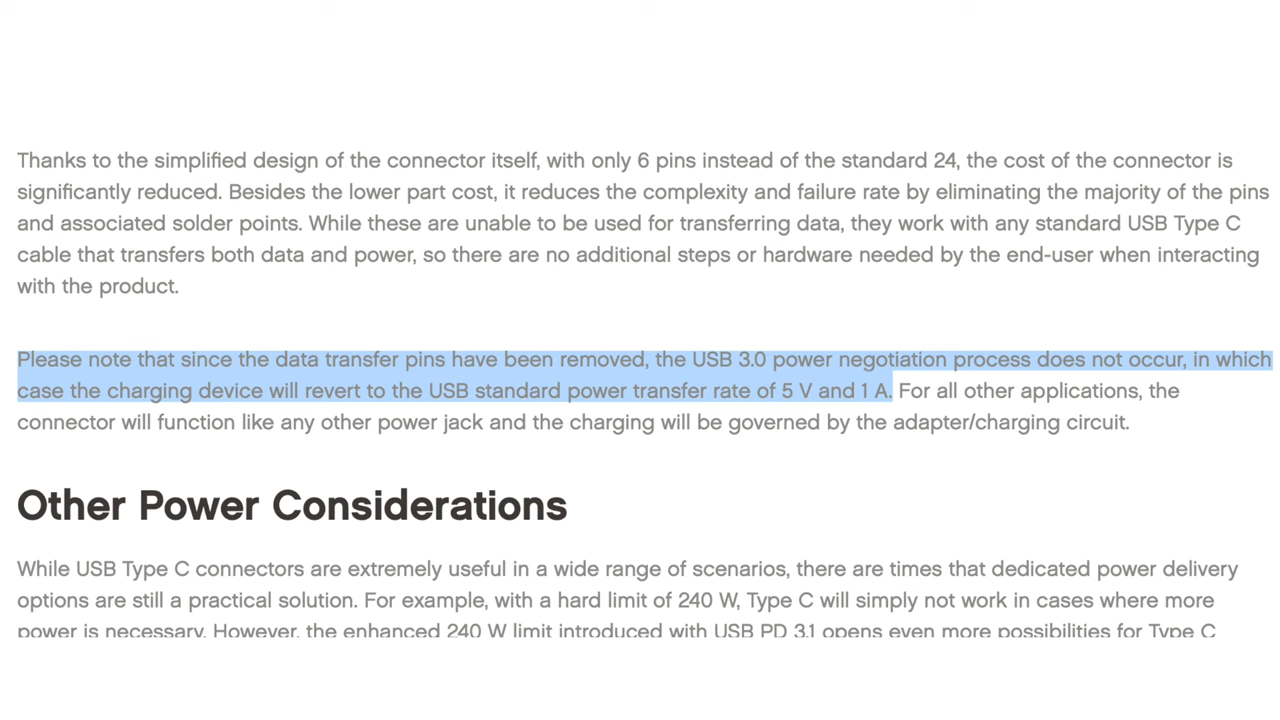 Thanks to the simplified design of the connector itself, with only 6 pins instead of the standard 24, the cost of the connector is
significantly reduced. Besides the lower part cost, it reduces the complexity and failure rate by eliminating the majority of the pins
and associated solder points. While these are unable to be used for transferring data, they work with any standard USB Type C
cable that transfers both data and power, so there are no additional steps or hardware needed by the end-user when interacting
with the product.
Please note that since the data transfer pins have been removed, the USB 3.0 power negotiation process does not occur, in which
case the charging device will revert to the USB standard power transfer rate of 5 V and 1 A. For all other applications, the
connector will function like any other power jack and the charging will be governed by the adapter/charging circuit.
Other Power Considerations
While USB Type C connectors are extremely useful in a wide range of scenarios, there are times that dedicated power delivery
options are still a practical solution. For example, with a hard limit of 240 W, Type C will simply not work in cases where more
power is necessary. However, the enhanced 240 W limit introduced with USB PD 3.1 opens even more possibilities for Type C